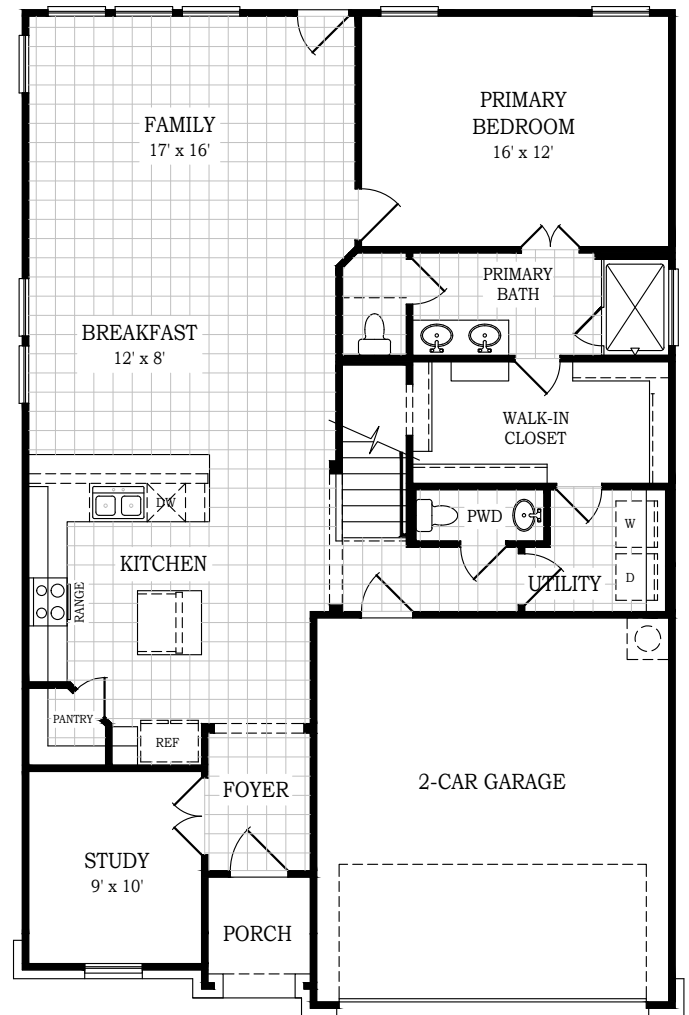 FAMILY
17' x 16'
PRIMARY
BEDROOM
16' x 12'
PRIMARY
BATH
BREAKFAST
12' x 8'
WALK-IN
CLOSET
DW
PWD
W
KITCHEN
UTILITY
D
RANGE
PANTRY
REF
FOYER
2-CAR GARAGE
STUDY
9' x 10'
PORCH